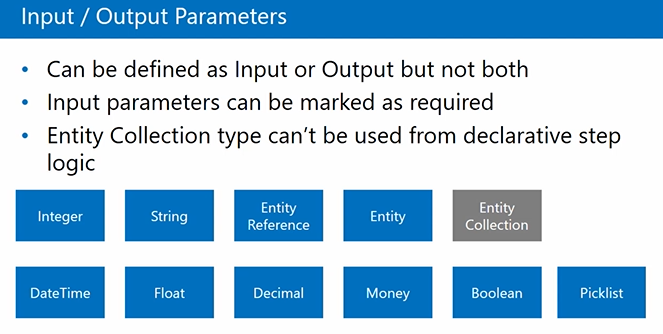 Input / Output Parameters
• Can be defined as Input or Output but not both
• Input parameters can be marked as required
• Entity Collection type can't be used from declarative step
logic
Integer String Entity Reference Entity Entity Collection
DateTime Float Decimal Money Boolean Picklist